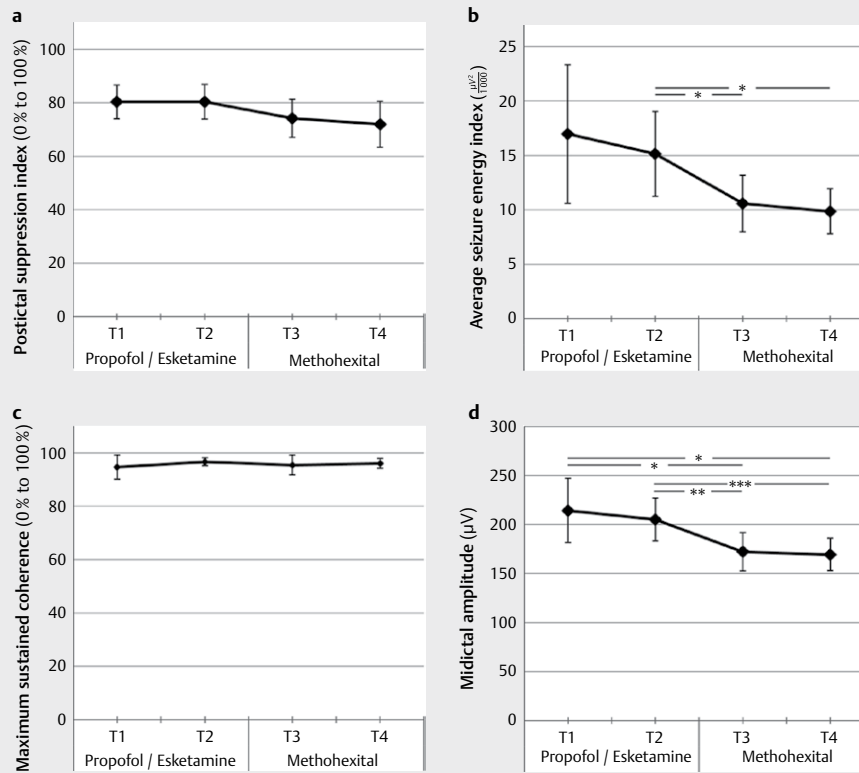 a
Postictal suppression index (0% to 100%)
100
80
60
40
20
0
T1 T2 T3 T4
Propofol / Esketamine Methohexital
b
Average seizure energy index (µV²/1000)
25
20
15
10
5
0
*
*
T1 T2 T3 T4
Propofol / Esketamine Methohexital
c
Maximum sustained coherence (0% to 100%)
100
80
60
40
20
0
T1 T2 T3 T4
Propofol / Esketamine Methohexital
d
Midictal amplitude (µV)
300
250
200
150
100
50
0
*
*
***
**
T1 T2 T3 T4
Propofol / Esketamine Methohexital